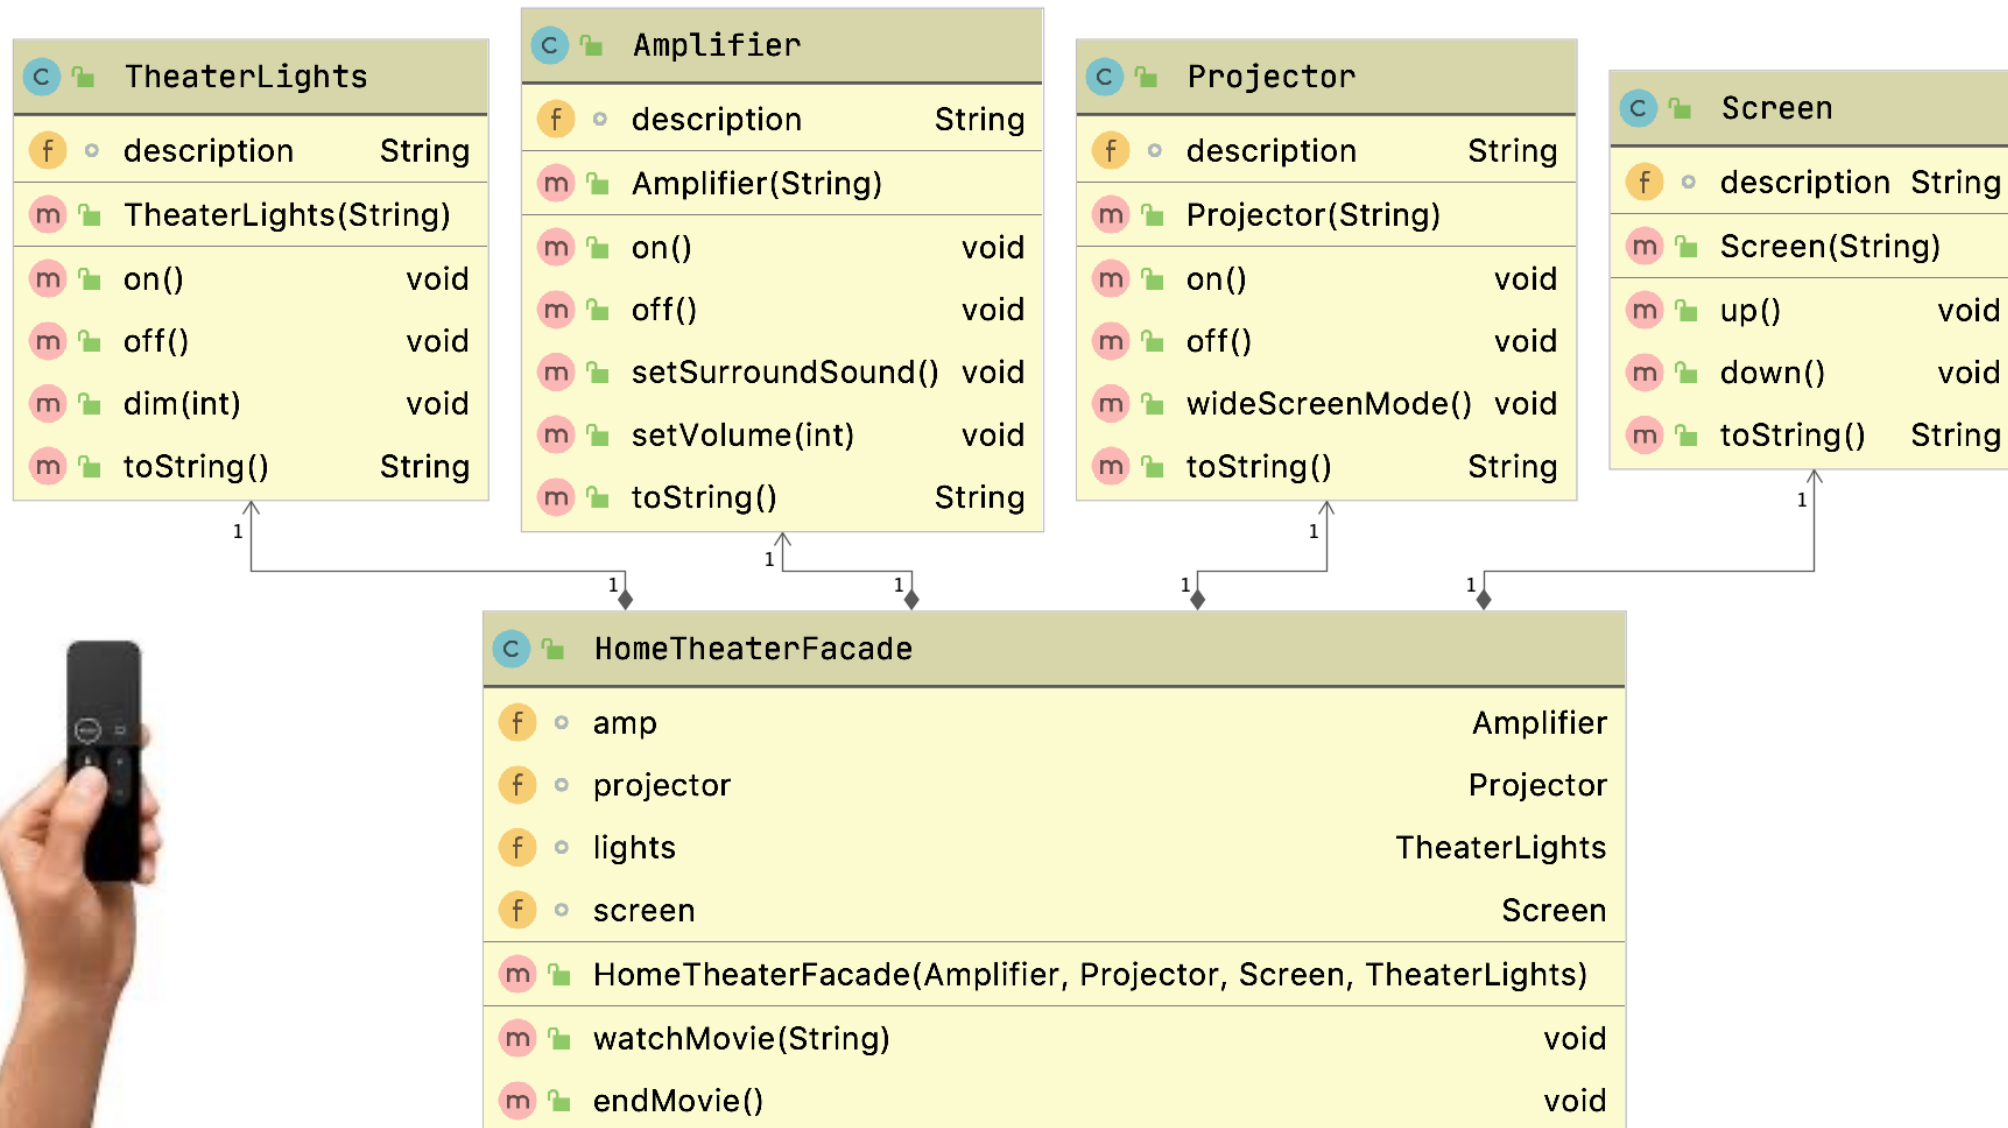 TheaterLights
description String
TheaterLights(String)
on() void
off() void
dim(int) void
toString() String
Amplifier
description String
Amplifier(String)
on() void
off() void
setSurroundSound() void
setVolume(int) void
toString() String
Projector
description String
Projector(String)
on() void
off() void
wideScreenMode() void
toString() String
Screen
description String
Screen(String)
up() void
down() void
toString() String
1 1 1 1
1 1 1 1
HomeTheaterFacade
amp Amplifier
projector Projector
lights TheaterLights
screen Screen
HomeTheaterFacade(Amplifier, Projector, Screen, TheaterLights)
watchMovie(String) void
endMovie() void